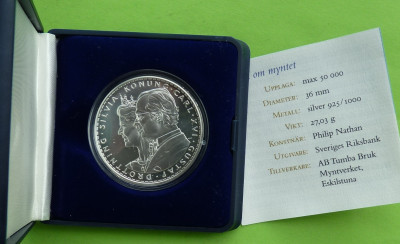 DROTTNING SILVIA KONUNG CARL XVI GUSTAF
om myntet
UPPLAGA: max 50 000
DIAMETER: 36 mm
METALL: silver 925/1000
VIKT: 27,03 g
KONSTNÄR: Philip Nathan
UTGIVARE: Sveriges Riksbank
TILLVERKARE: AB Tumba Bruk
Myntverket,
Eskilstuna